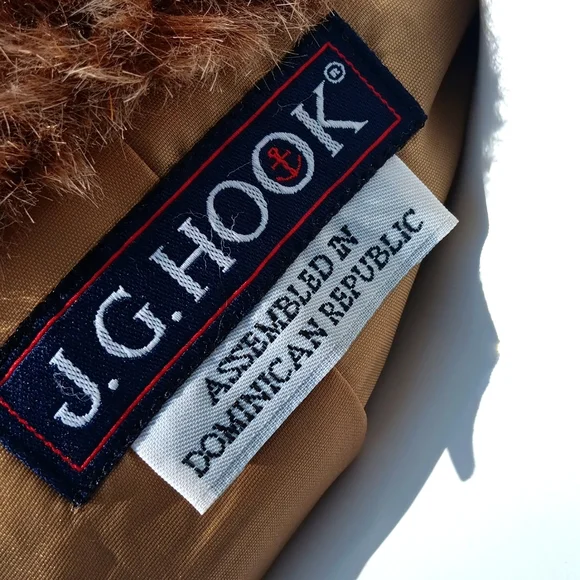 J.G.HOOK®
ASSEMBLED IN
DOMINICAN REPUBLIC